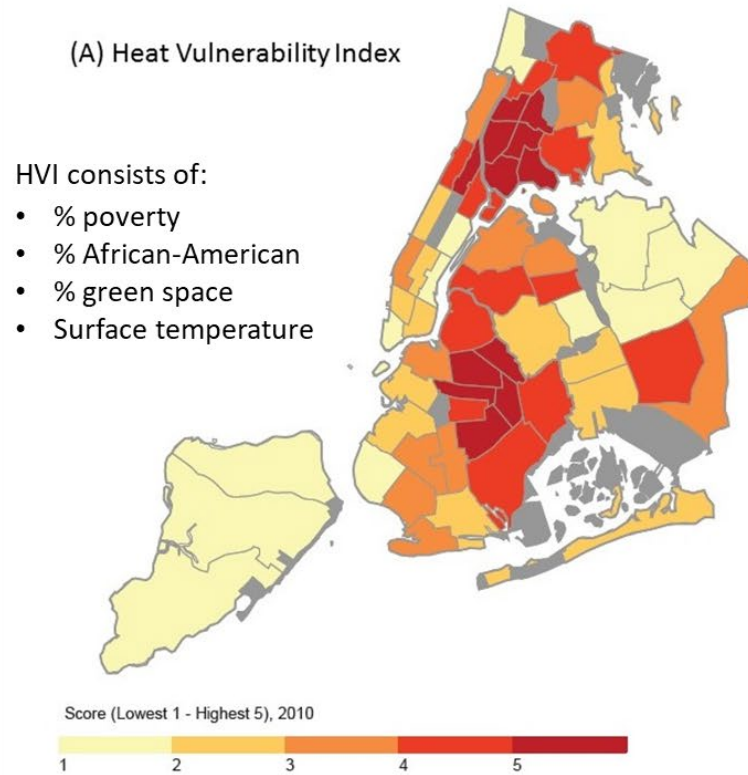 (A) Heat Vulnerability Index
HVI consists of:
• % poverty
• % African-American
• % green space
• Surface temperature
Score (Lowest 1 - Highest 5), 2010
1 2 3 4 5